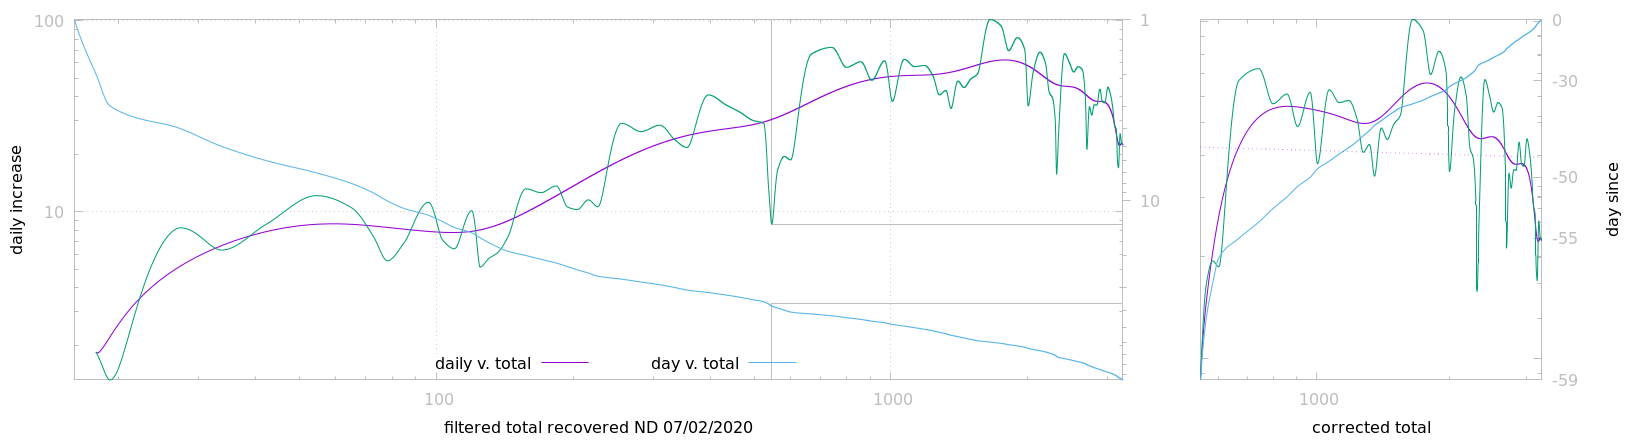 100
10
daily increase
daily v. total
day v. total
100
1000
filtered total recovered ND 07/02/2020
1
10
1000
corrected total
0
-30
-50
-55
-59
day since